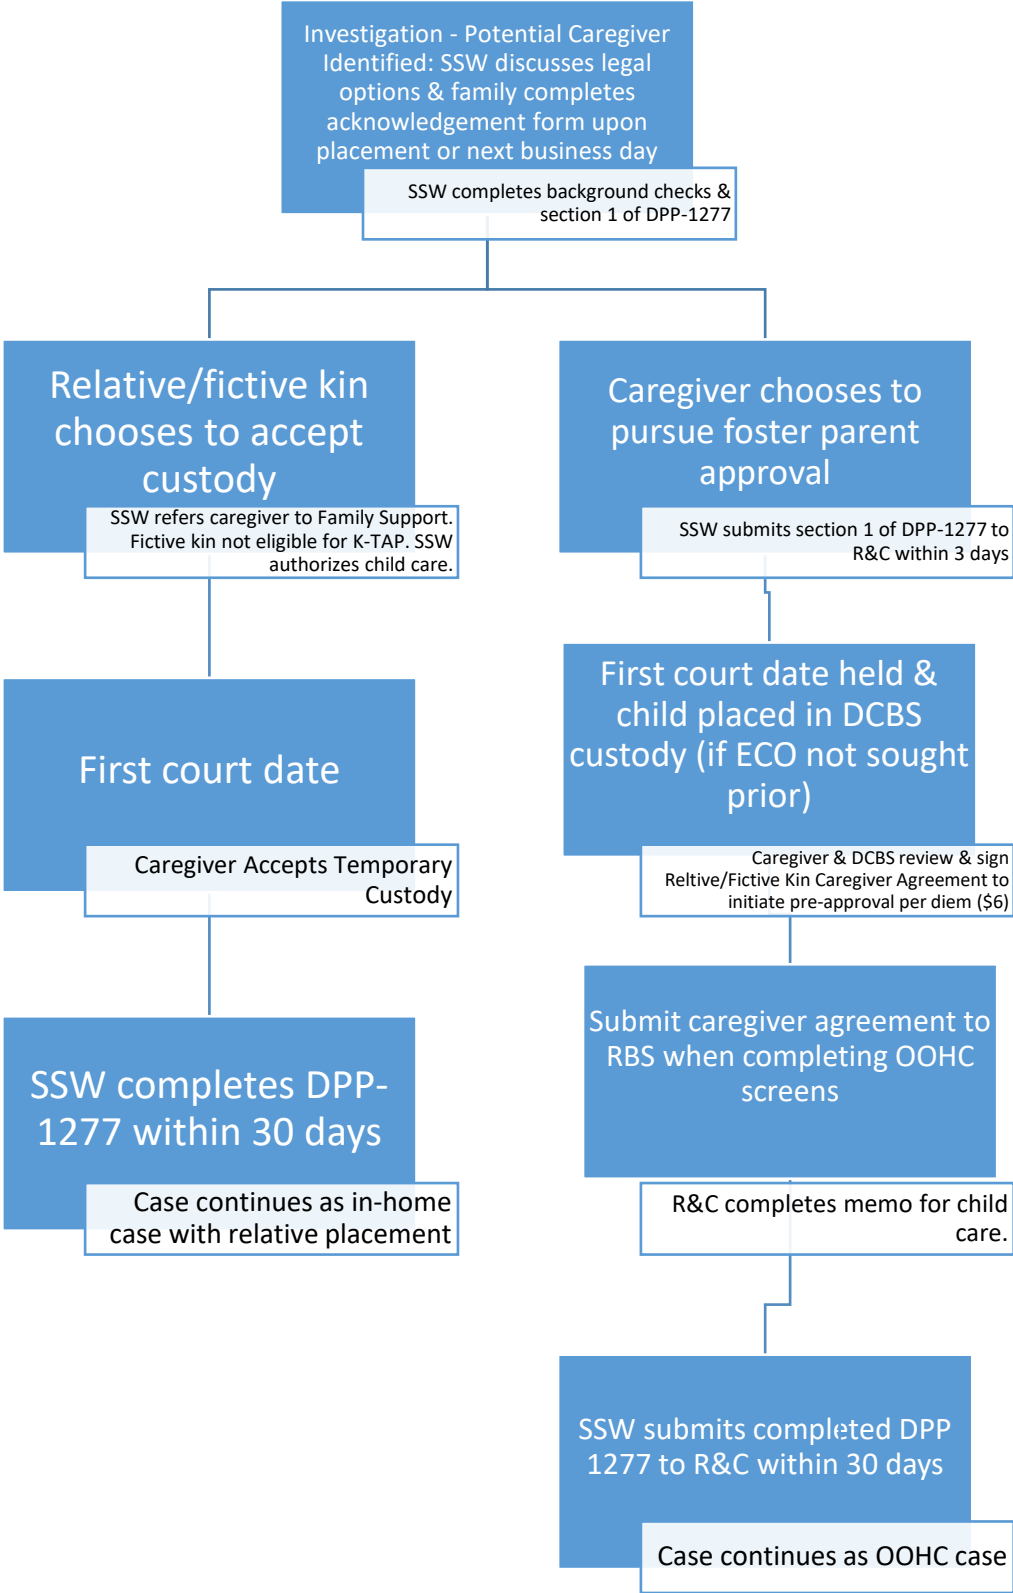 Investigation - Potential Caregiver
Identified: SSW discusses legal
options & family completes
acknowledgement form upon
placement or next business day
SSW completes background checks &
section 1 of DPP-1277
Relative/fictive kin
chooses to accept
custody
SSW refers caregiver to Family Support.
Fictive kin not eligible for K-TAP. SSW
authorizes child care.
First court date
Caregiver Accepts Temporary
Custody
SSW completes DPP-
1277 within 30 days
Case continues as in-home
case with relative placement
Caregiver chooses to
pursue foster parent
approval
SSW submits section 1 of DPP-1277 to
R&C within 3 days
First court date held &
child placed in DCBS
custody (if ECO not sought
prior)
Caregiver & DCBS review & sign
Reltive/Fictive Kin Caregiver Agreement to
initiate pre-approval per diem ($6)
Submit caregiver agreement to
RBS when completing OOHC
screens
R&C completes memo for child
care.
SSW submits completed DPP
1277 to R&C within 30 days
Case continues as OOHC case